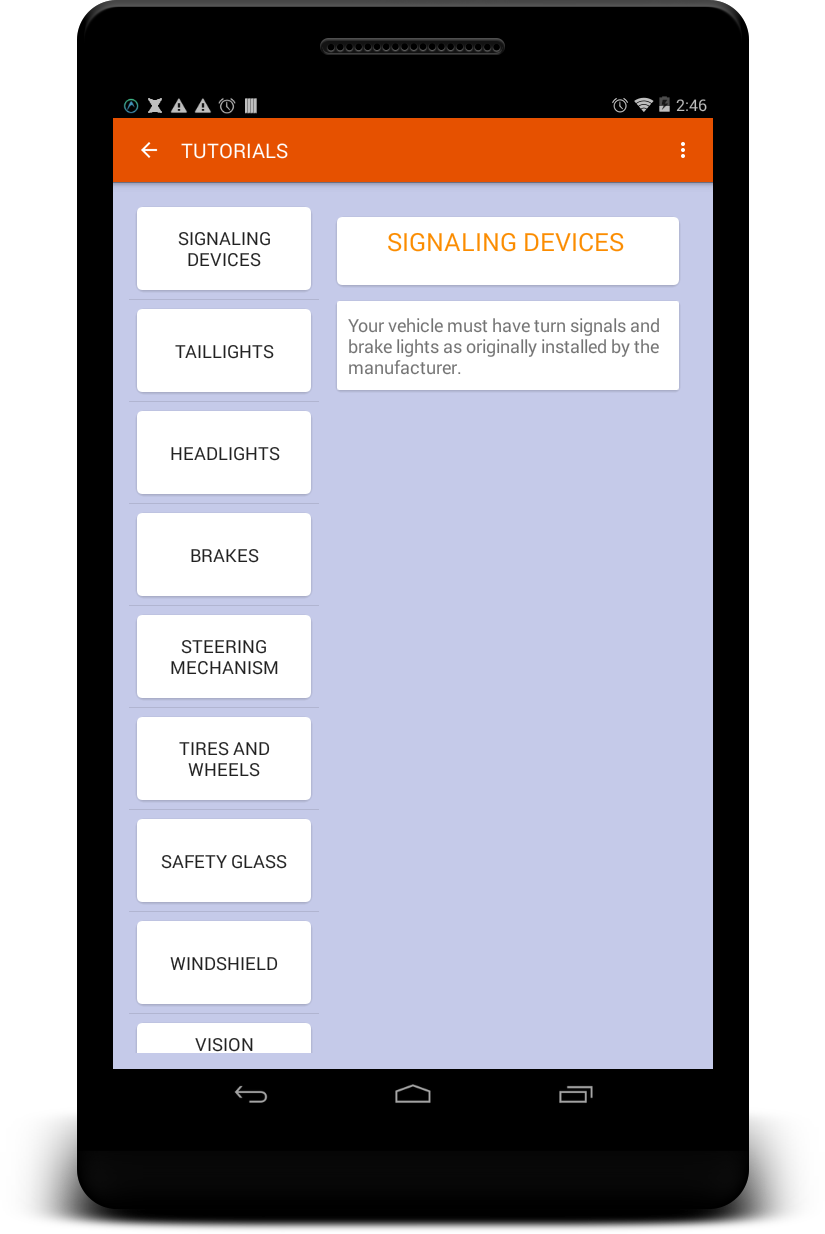 2:46
TUTORIALS
SIGNALING
DEVICES
TAILLIGHTS
HEADLIGHTS
BRAKES
STEERING
MECHANISM
TIRES AND
WHEELS
SAFETY GLASS
WINDSHIELD
VISION
SIGNALING DEVICES
Your vehicle must have turn signals and
brake lights as originally installed by the
manufacturer.